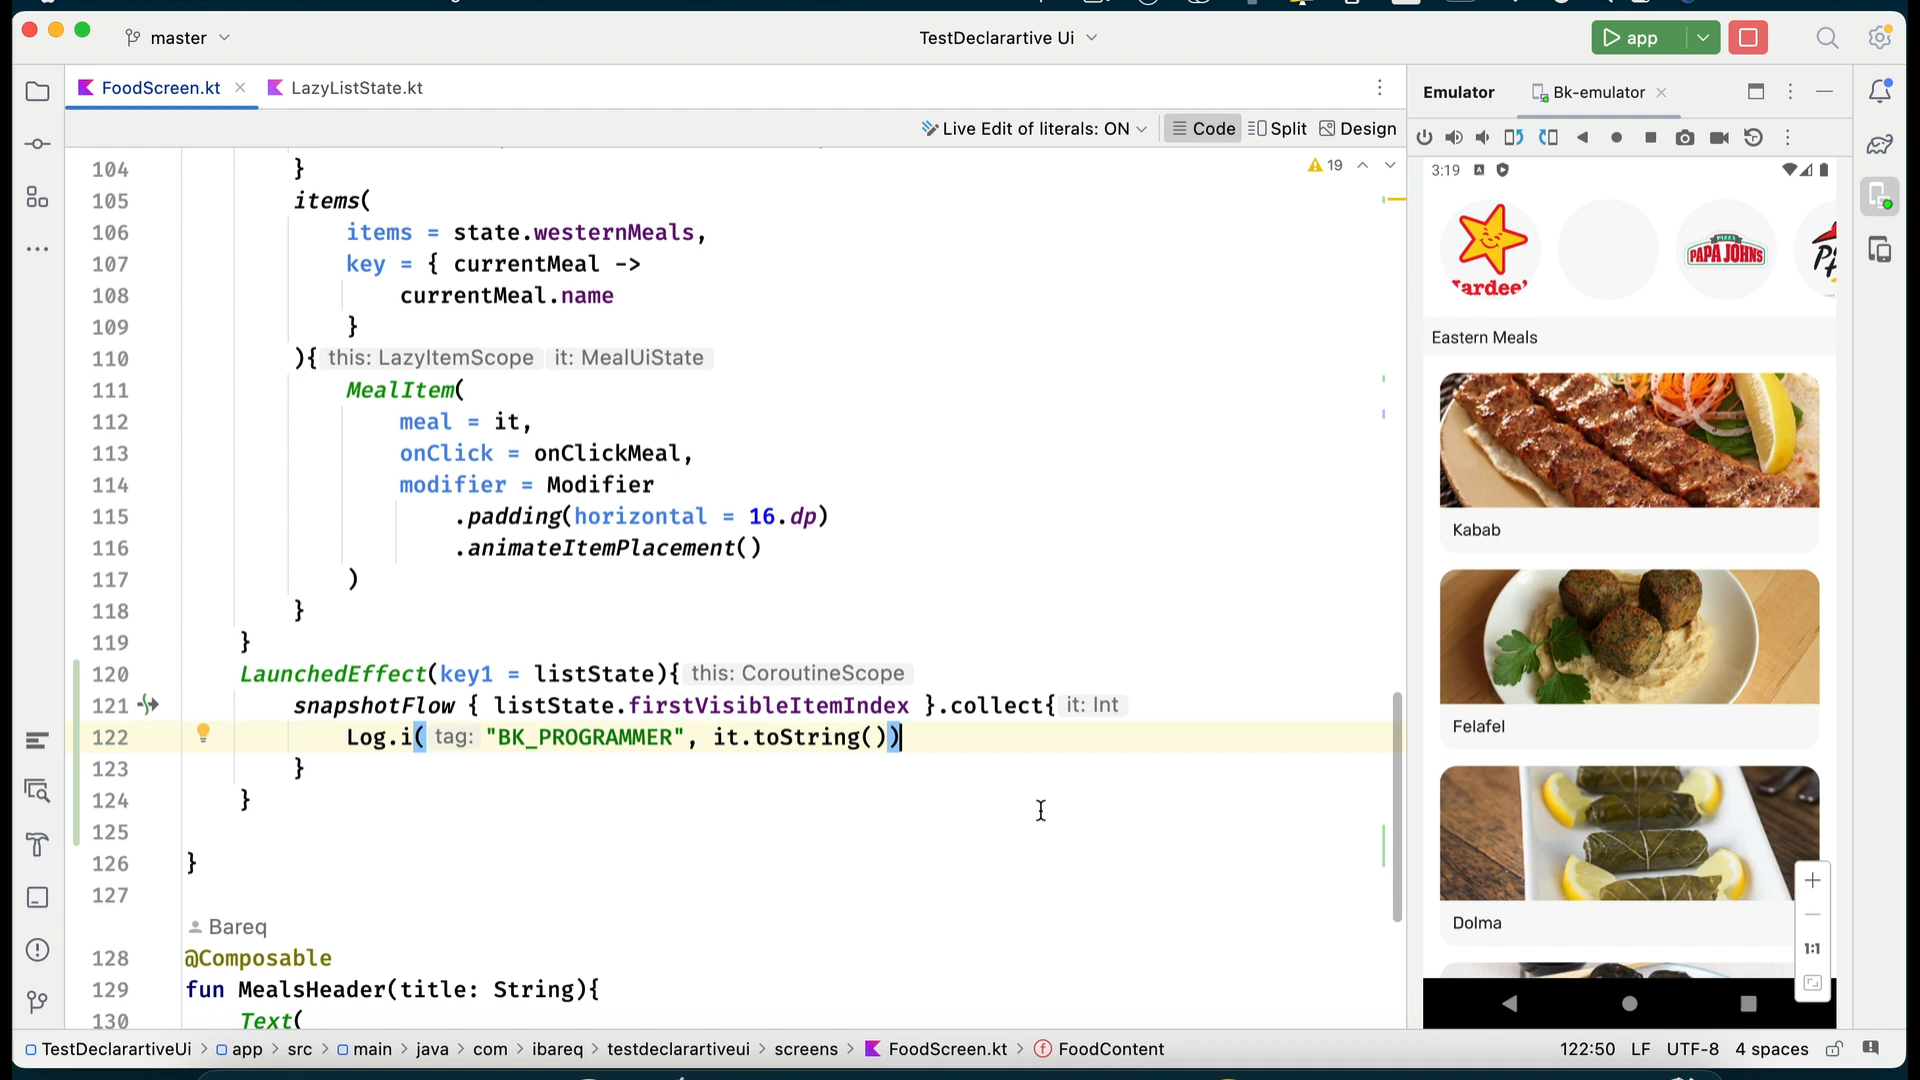 master
TestDeclarartive Ui
app
FoodScreen.kt
LazyListState.kt
Live Edit of literals: ON
Code
Split
Design
19
104 }
105 items(
106 items = state.westernMeals,
107 key = { currentMeal ->
108 currentMeal.name
109 }
110 ){ this: LazyItemScope it: MealUiState
111 MealItem(
112 meal = it,
113 onClick = onClickMeal,
114 modifier = Modifier
115 .padding(horizontal = 16.dp)
116 .animateItemPlacement()
117 )
118 }
119 }
120 LaunchedEffect(key1 = listState){ this: CoroutineScope
121 snapshotFlow { listState.firstVisibleItemIndex }.collect{ it: Int
122 Log.i( tag: "BK_PROGRAMMER", it.toString())
123 }
124 }
125
126 }
127
Bareq
128 @Composable
129 fun MealsHeader(title: String){
130 Text(
Emulator
Bk-emulator
3:19
PIZZA
PAPA JOHNS
Eastern Meals
Kabab
Felafel
Dolma
1:1
TestDeclarartiveUi > app > src > main > java > com > ibareq > testdeclarartiveui > screens > FoodScreen.kt > FoodContent
122:50 LF UTF-8 4 spaces